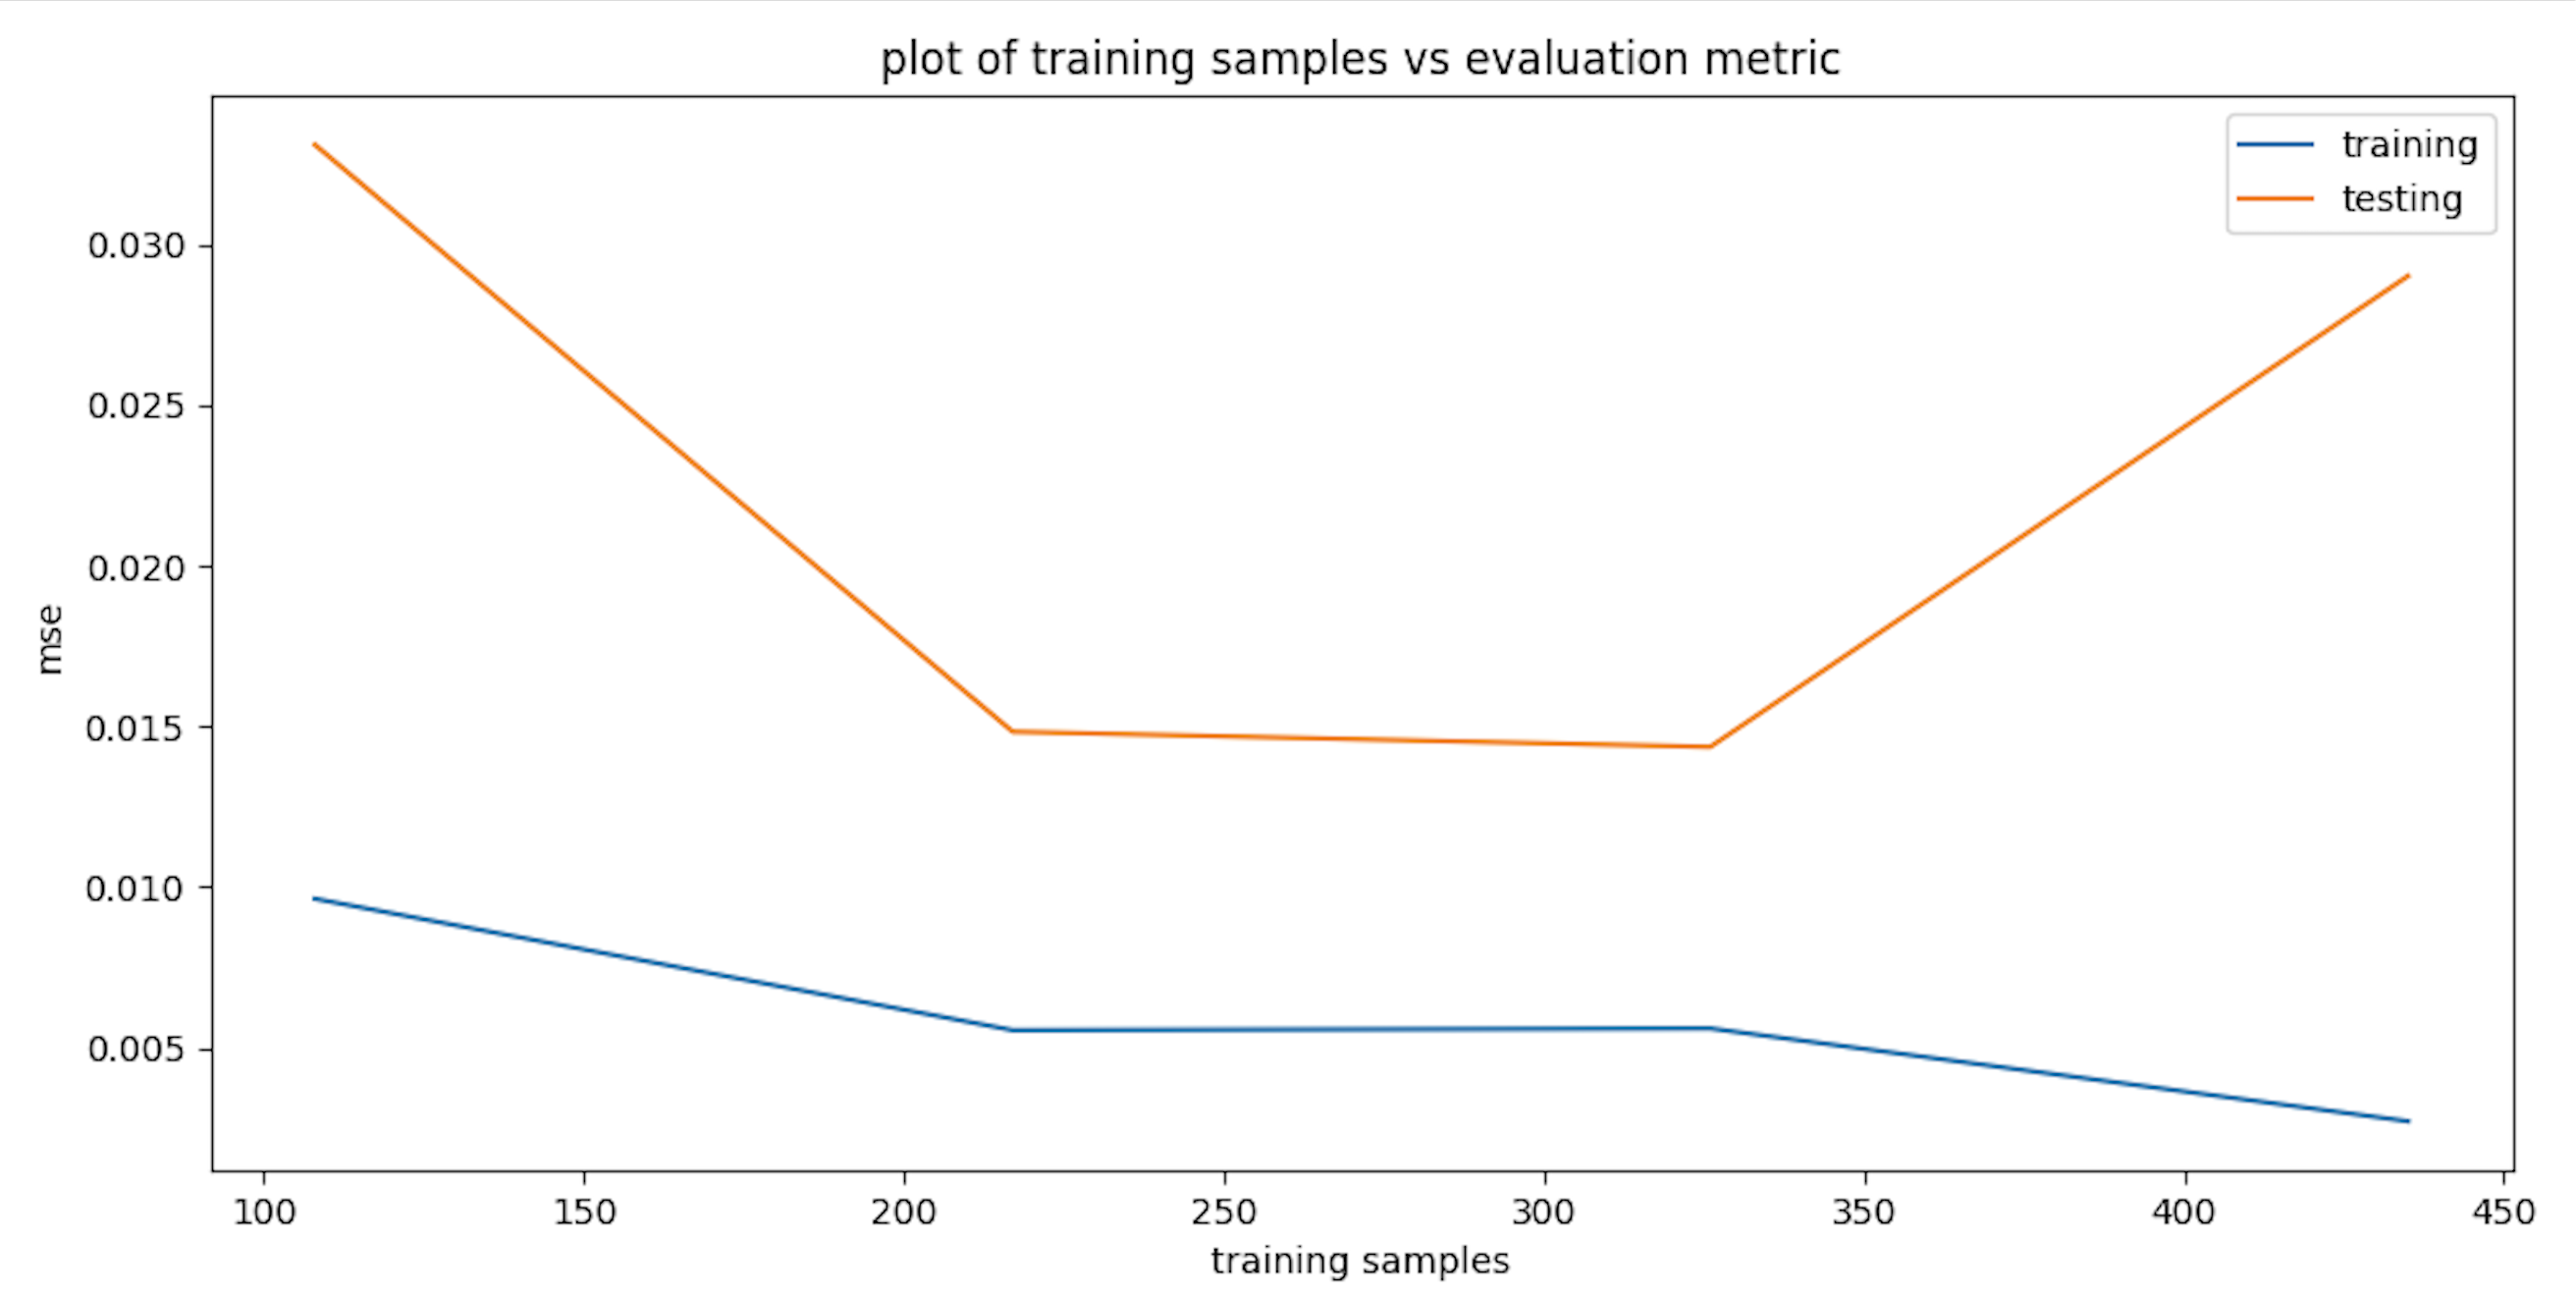 plot of training samples vs evaluation metric
training
testing
0.030
0.025
0.020
0.015
0.010
0.005
mse
100 150 200 250 300 350 400 450
training samples